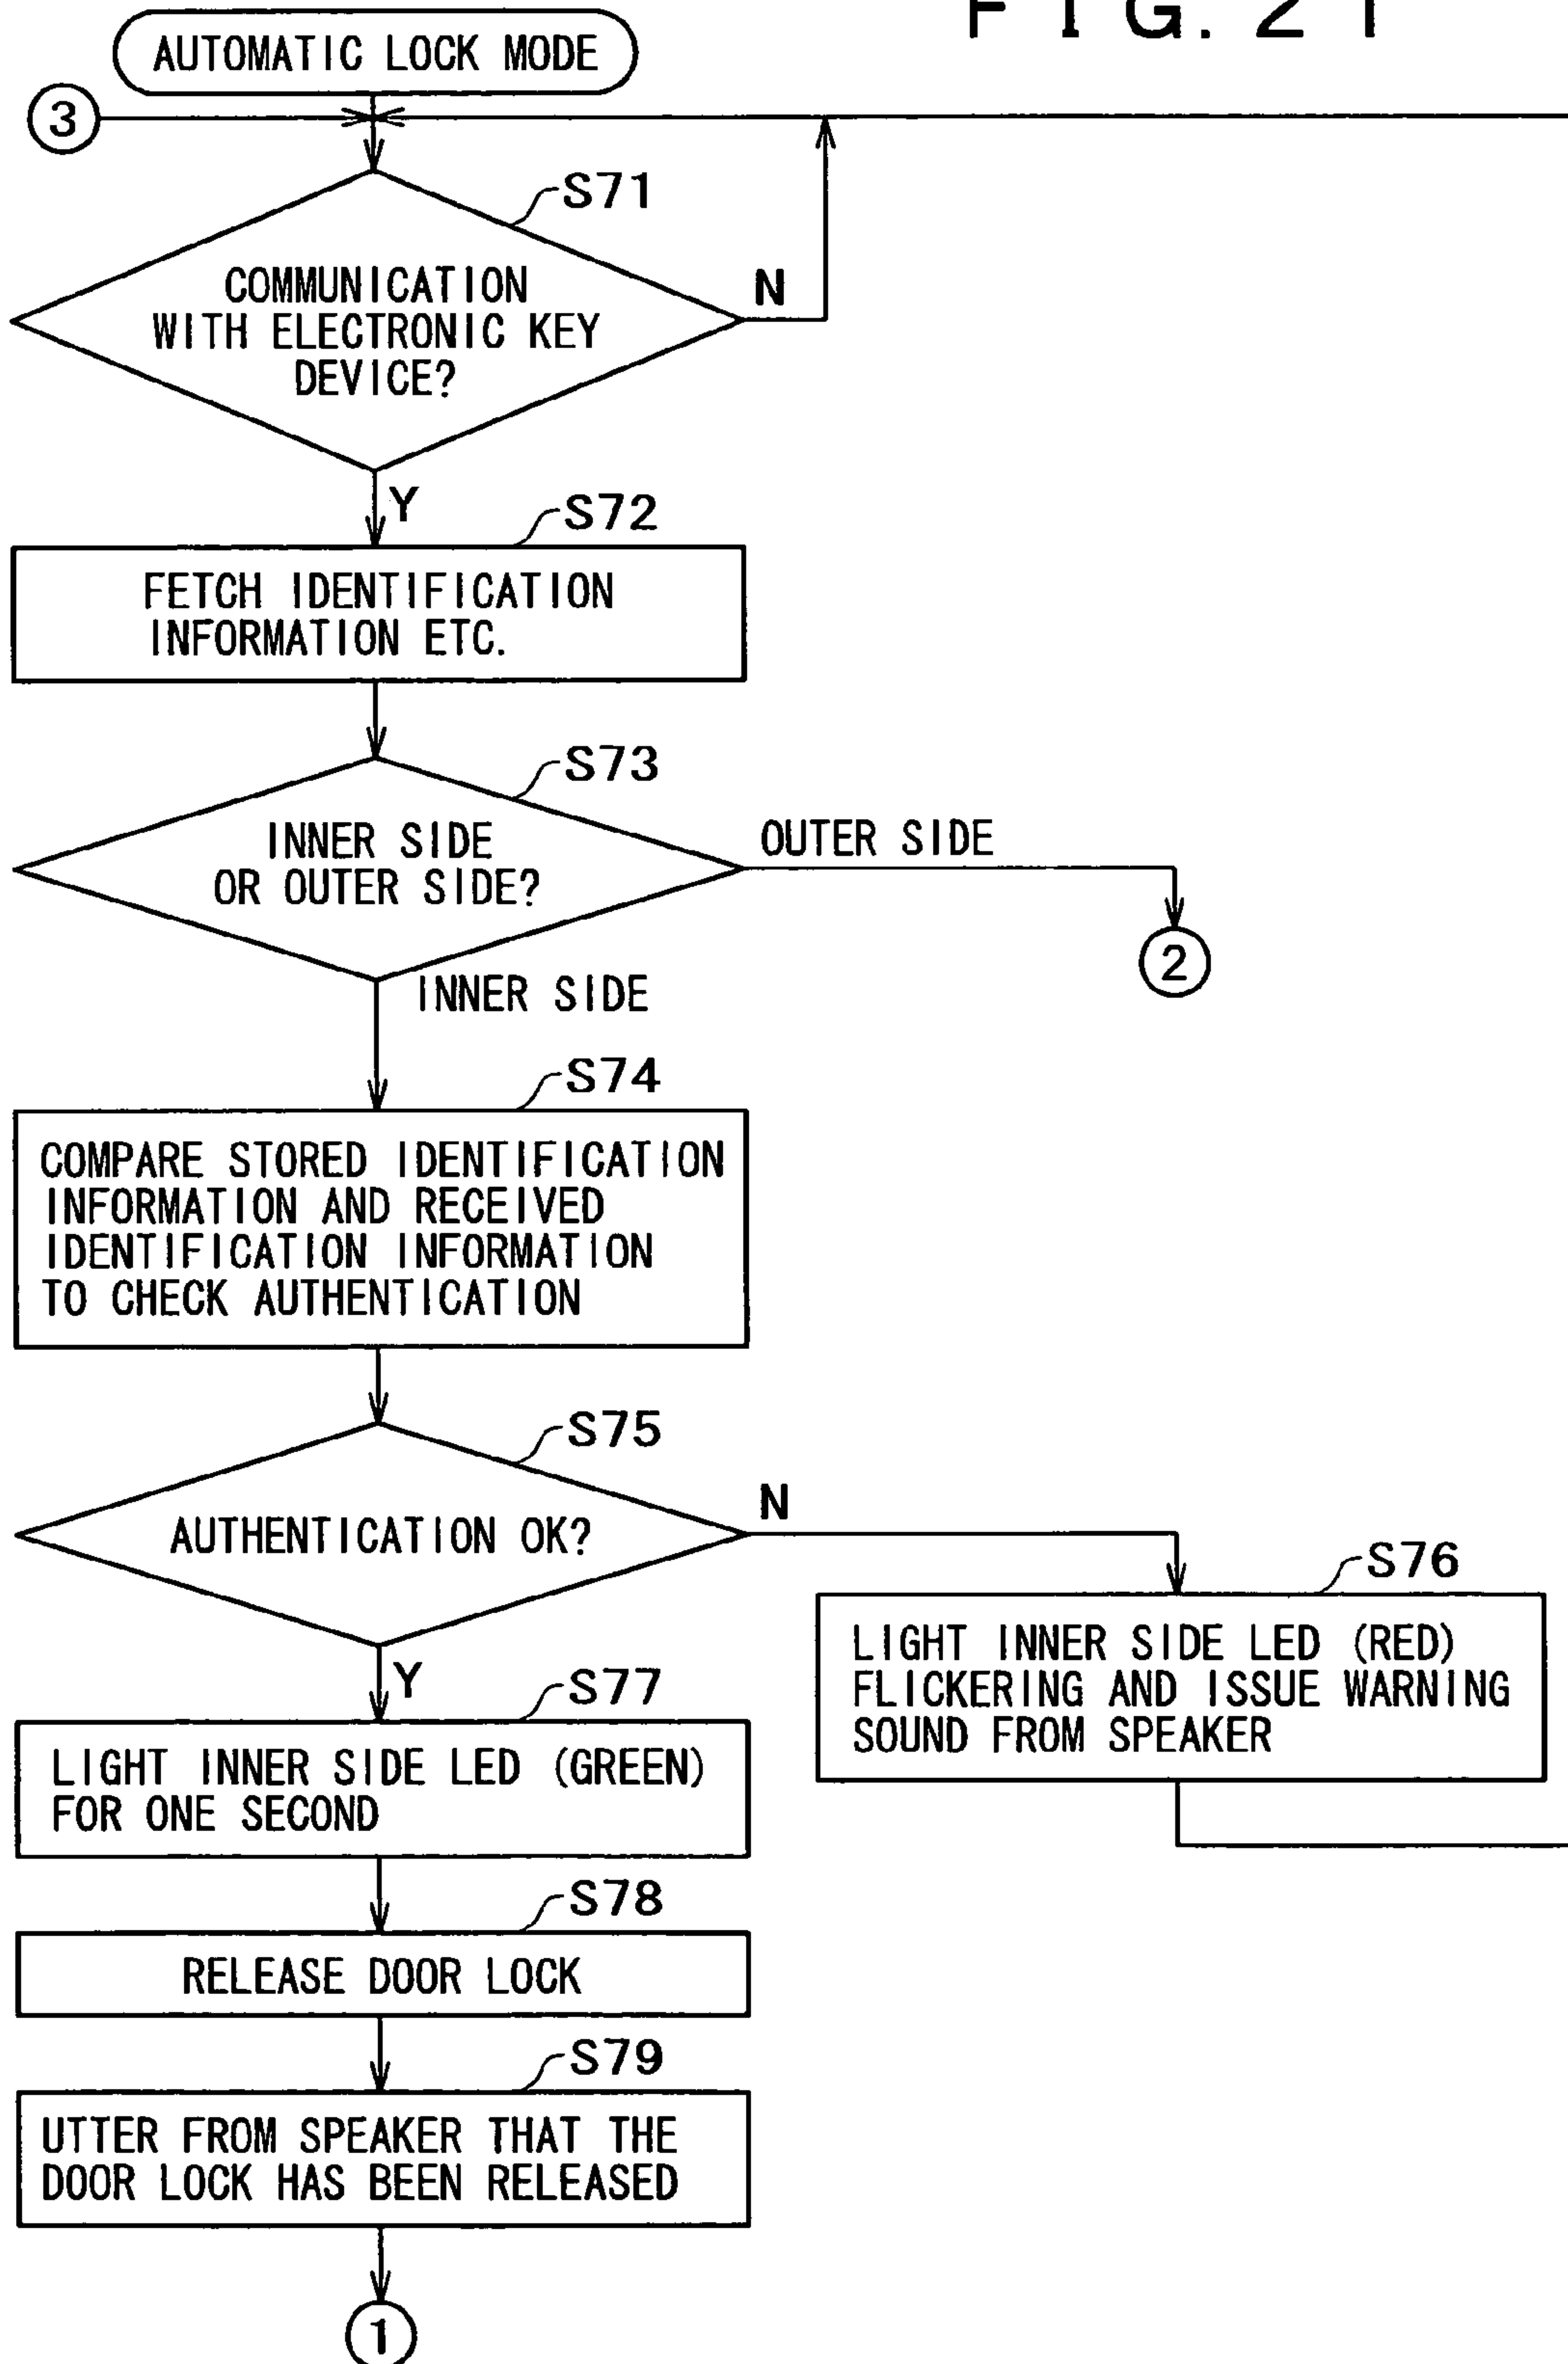 FIG. 21
AUTOMATIC LOCK MODE
3
S71
COMMUNICATION
WITH ELECTRONIC KEY
DEVICE?
N
Y
S72
FETCH IDENTIFICATION
INFORMATION ETC.
S73
INNER SIDE
OR OUTER SIDE?
OUTER SIDE
2
INNER SIDE
S74
COMPARE STORED IDENTIFICATION
INFORMATION AND RECEIVED
IDENTIFICATION INFORMATION
TO CHECK AUTHENTICATION
S75
AUTHENTICATION OK?
N
S76
LIGHT INNER SIDE LED (RED)
FLICKERING AND ISSUE WARNING
SOUND FROM SPEAKER
Y
S77
LIGHT INNER SIDE LED (GREEN)
FOR ONE SECOND
S78
RELEASE DOOR LOCK
S79
UTTER FROM SPEAKER THAT THE
DOOR LOCK HAS BEEN RELEASED
1